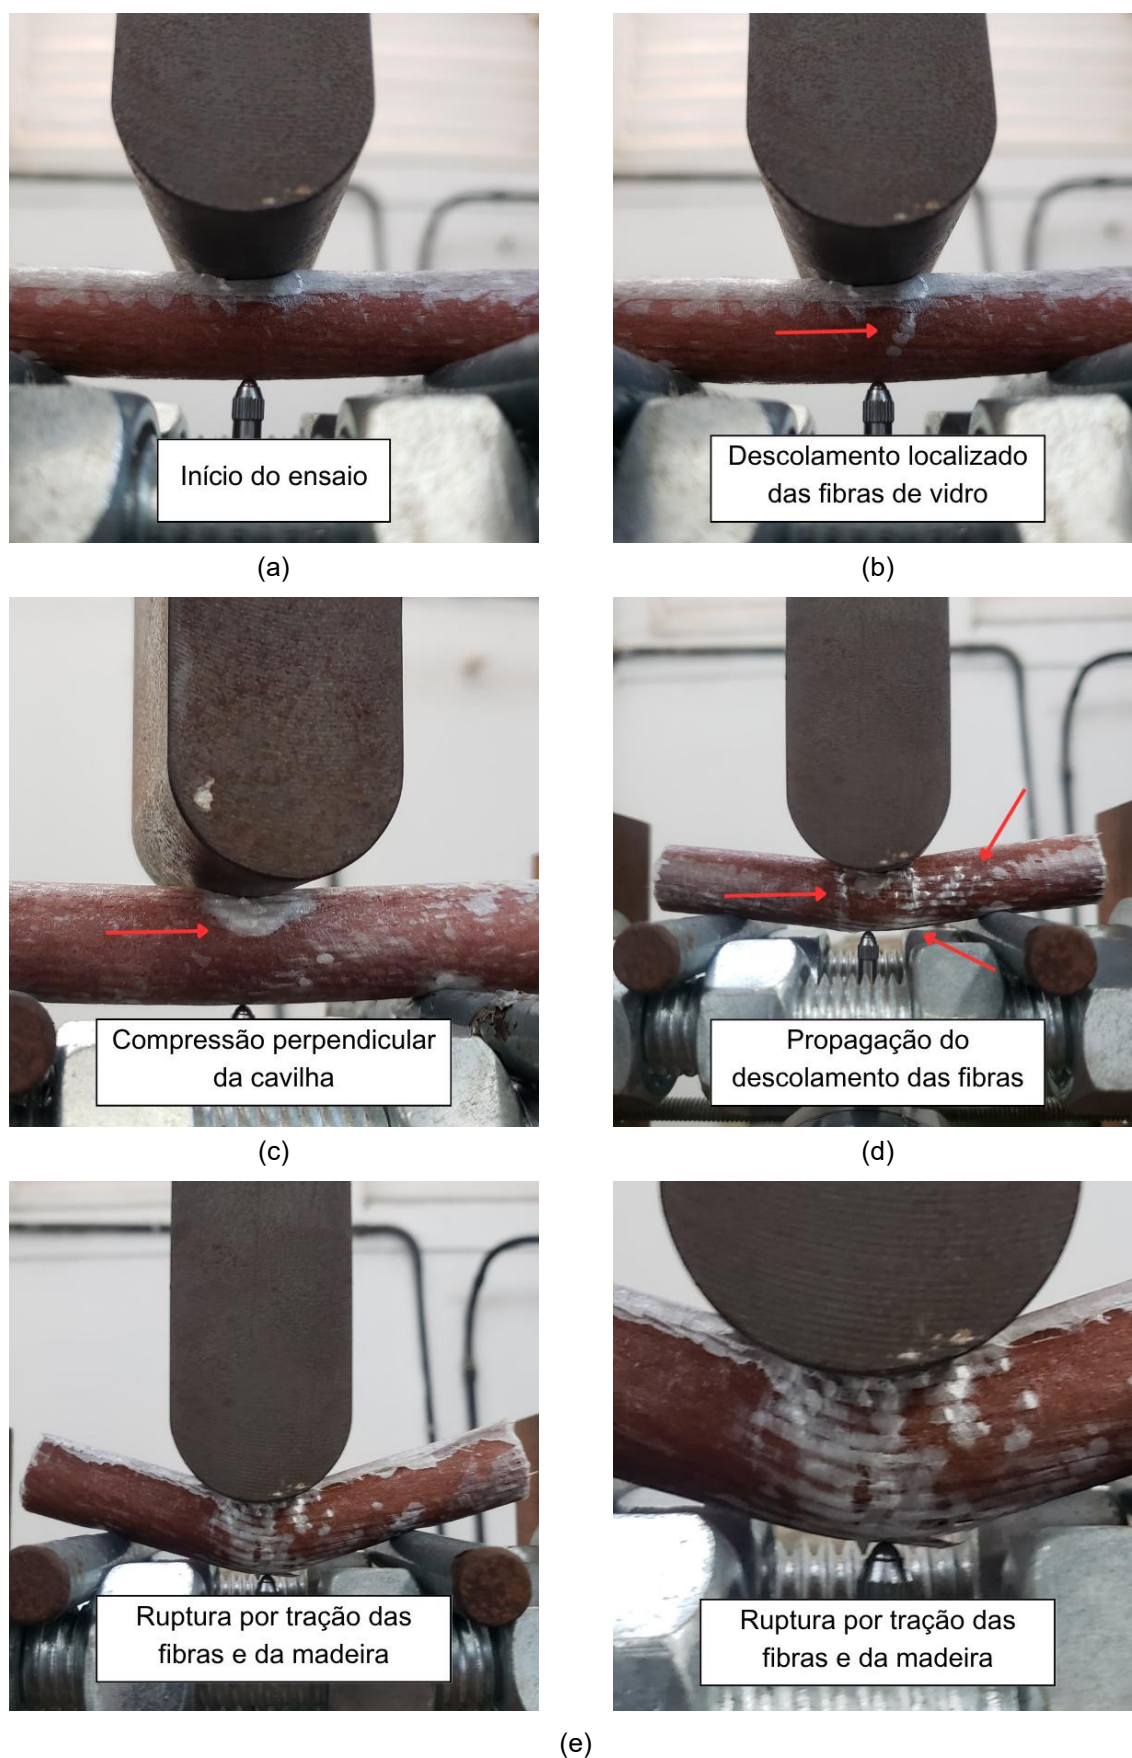 Início do ensaio
Descolamento localizado
das fibras de vidro
(a)
(b)
Compressão perpendicular
da cavilha
Propagação do
descolamento das fibras
(c)
(d)
Ruptura por tração das
fibras e da madeira
Ruptura por tração das
fibras e da madeira
(e)